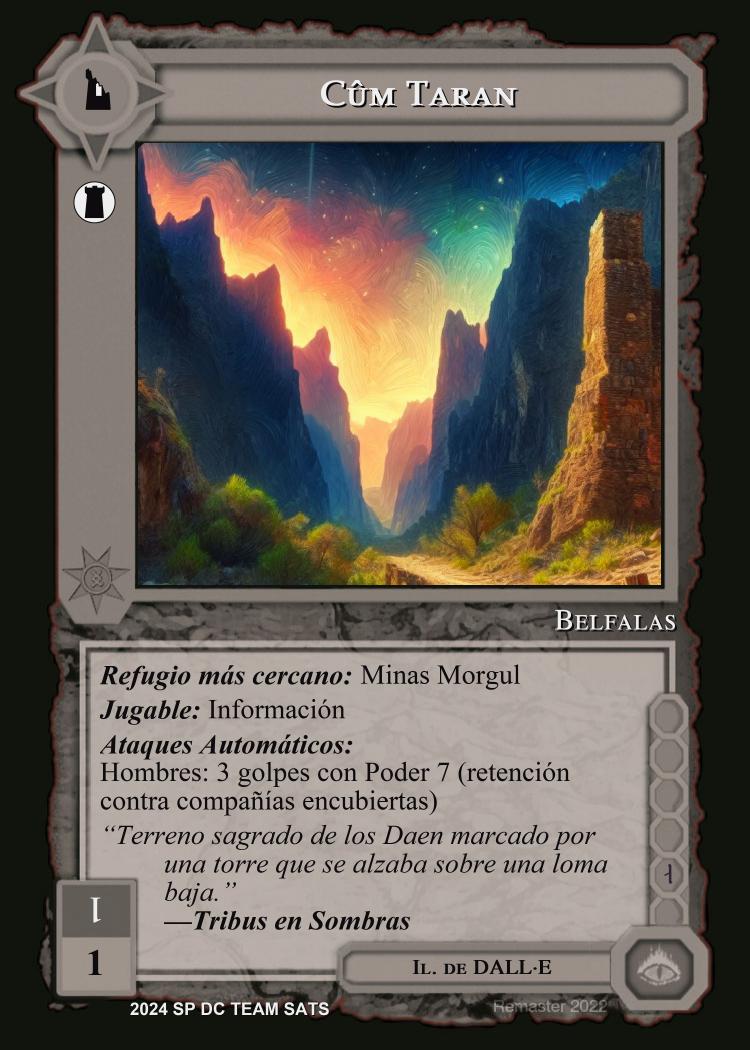 Cûm Taran
Belfalas
Refugio más cercano: Minas Morgul
Jugable: Información
Ataques Automáticos:
Hombres: 3 golpes con Poder 7 (retención
contra compañías encubiertas)
“Terreno sagrado de los Daen marcado por
una torre que se alzaba sobre una loma
baja.”
—Tribus en Sombras
1
Il. de DALL·E
2024 SP DC TEAM SATS
Remaster 2022